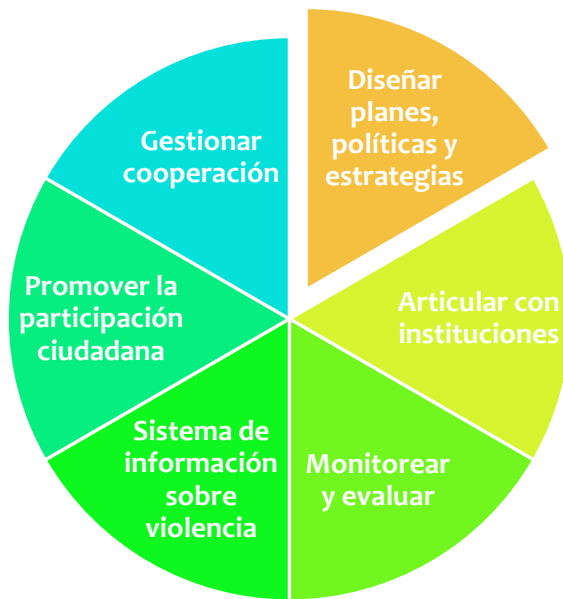 Diseñar
planes,
políticas y
estrategias
Articular con
instituciones
Monitorear
y evaluar
Sistema de
información
sobre
violencia
Promover la
participación
ciudadana
Gestionar
cooperación